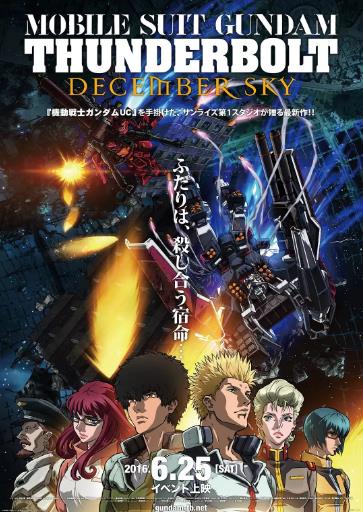 MOBILE SUIT GUNDAM
THUNDERBOLT
DECEMBER SKY
『機動戦士ガンダムUC』を手掛けた、サンライズ第1スタジオが贈る最新作!!
ふたりは、殺し合う宿命…
2016.6.25[SAT]
イベント上映
gundamtb.net